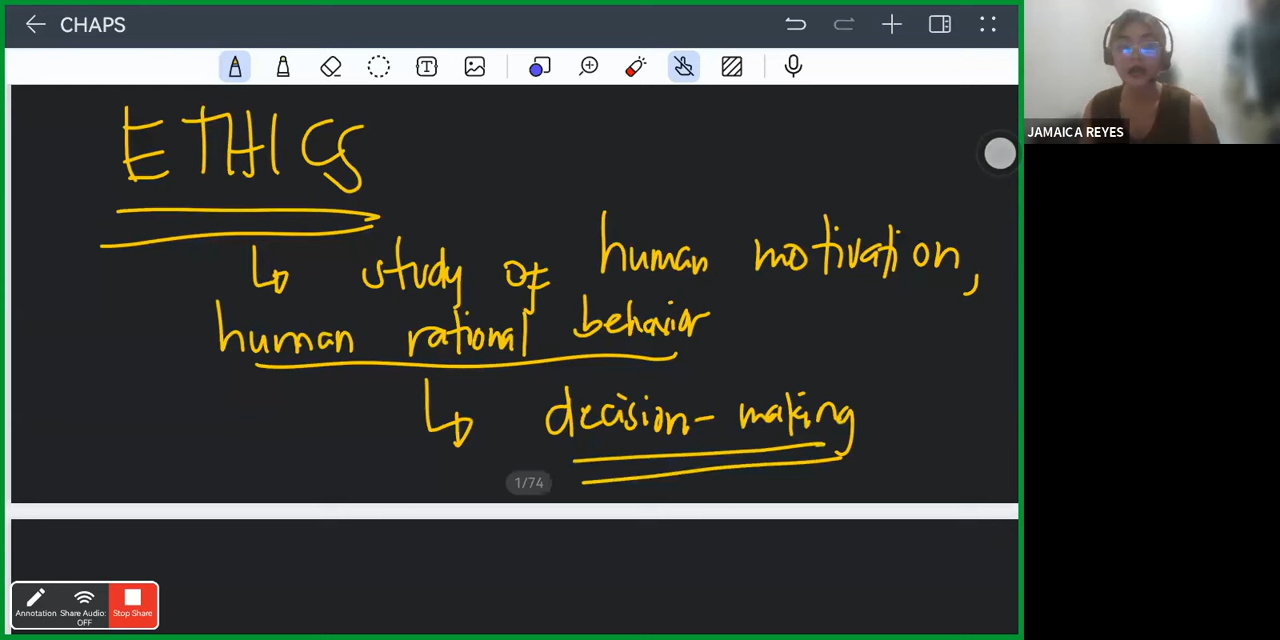 CHAPS
JAMAICA REYES
ETHICS
↳ study of human motivation,
human rational behavior
↳ decision-making
1/74
Annotation
Share Audio: OFF
Stop Share